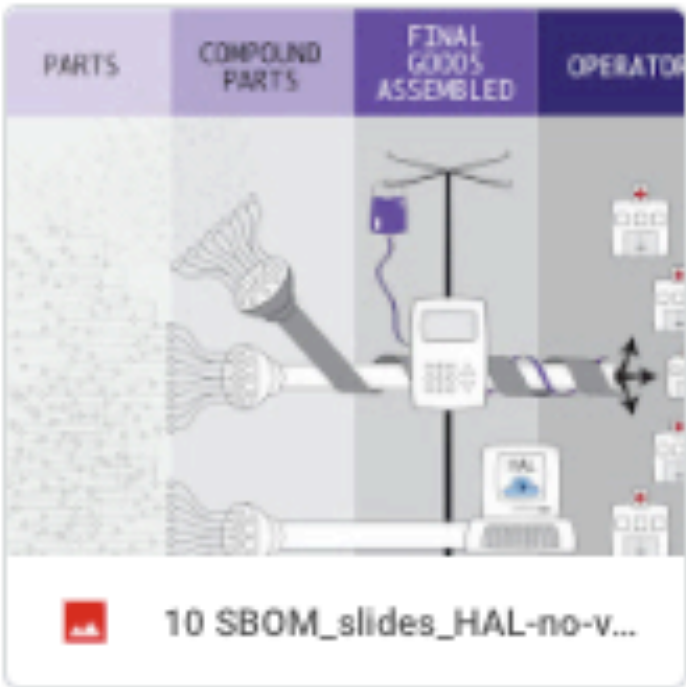 PARTS
COMPOUND
PARTS
FINAL
GOODS
ASSEMBLED
OPERATOR
HAL
10 SBOM_slides_HAL-no-v...